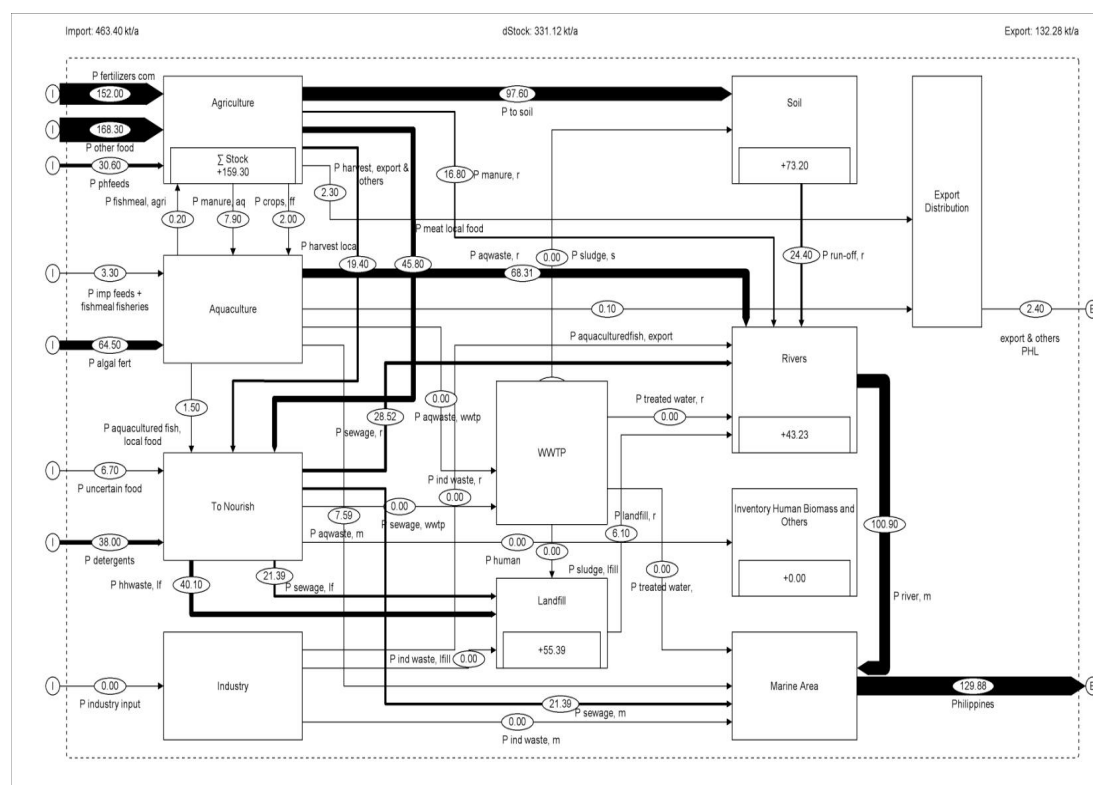 Import: 463.40 kt/a
dStock: 331.12 kt/a
Export: 132.28 kt/a
P fertilizers com
I
152.00
Agriculture
97.60
P to soil
Soil
I
168.30
P other food
I
30.60
P phfeeds
∑ Stock
+159.30
P harvest, export &
others
2.30
16.80
P manure, r
+73.20
Export
Distribution
P fishmeal, agri
0.20
P manure, aq
7.90
P crops, ff
2.00
P meat local food
P harvest local
19.40
45.80
P aqwaste, r
68.31
0.00
P sludge, s
24.40
P run-off, r
I
3.30
P imp feeds +
fishmeal fisheries
Aquaculture
0.10
2.40
E
export & others
PHL
I
64.50
P algal fert
P aquaculturedfish, export
Rivers
1.50
P aquacultured fish,
local food
0.00
P aqwaste, wwtp
28.52
P sewage, r
P treated water, r
0.00
+43.23
WWTP
I
6.70
P uncertain food
To Nourish
P ind waste, r
0.00
0.00
P sewage, wwtp
7.59
P aqwaste, m
P landfill, r
6.10
Inventory Human Biomass and
Others
+0.00
100.90
P river, m
I
38.00
P detergents
0.00
P human
0.00
P sludge, lfill
0.00
P treated water,
P hhwaste, lf
40.10
21.39
P sewage, lf
Landfill
+55.39
P ind waste, lfill
0.00
I
0.00
P industry input
Industry
Marine Area
129.88
E
Philippines
21.39
P sewage, m
0.00
P ind waste, m